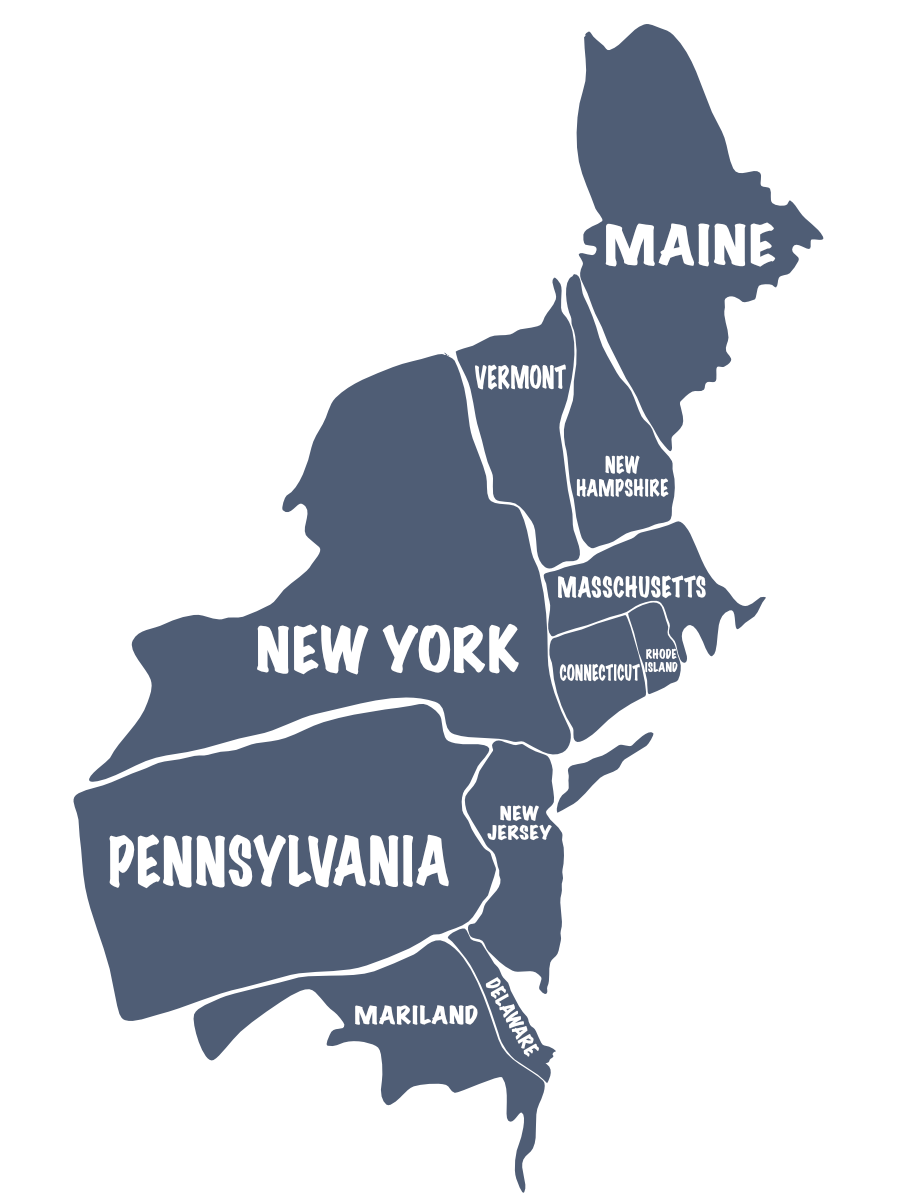 MAINE
VERMONT
NEW
HAMPSHIRE
MASSCHUSETTS
NEW YORK
RHODE
ISLAND
CONNECTICUT
NEW
JERSEY
PENNSYLVANIA
MARILAND
DELAWARE